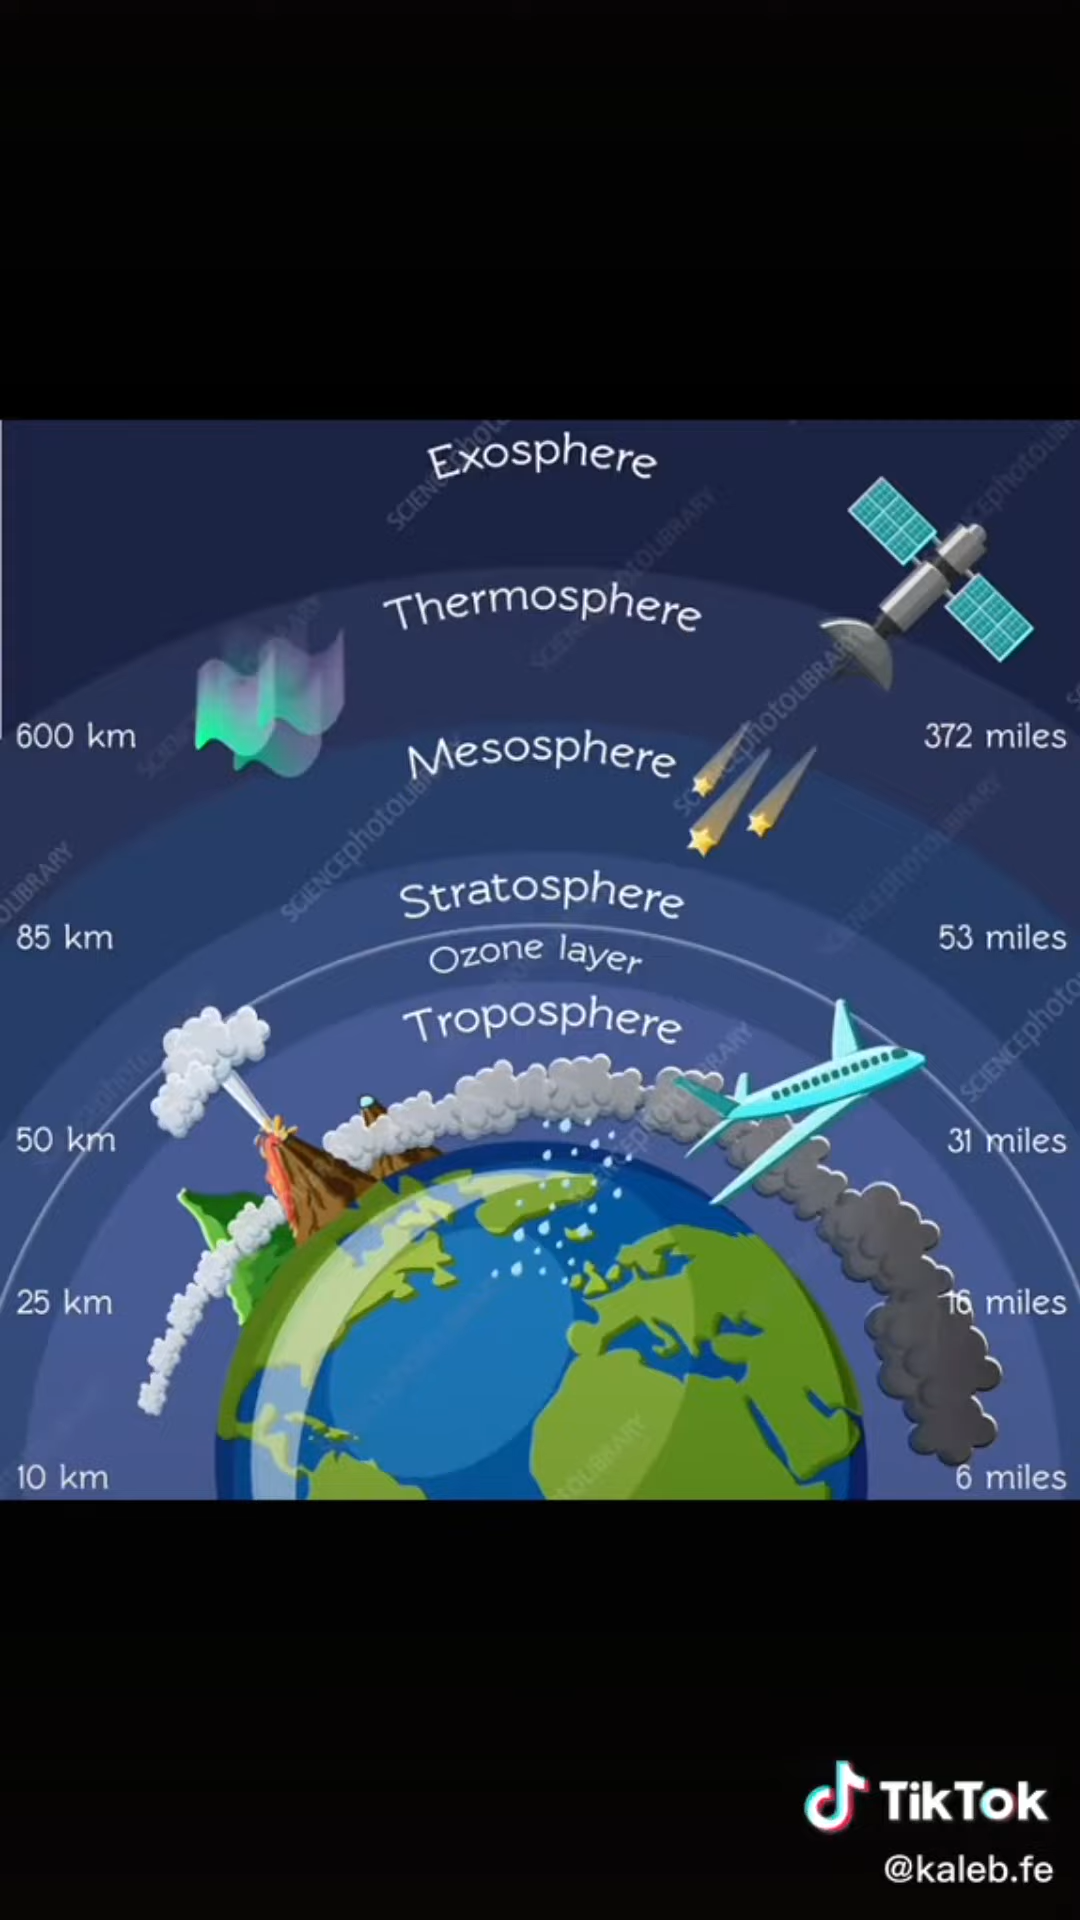 Exosphere
Thermosphere
600 km
372 miles
Mesosphere
Stratosphere
85 km
53 miles
Ozone layer
Troposphere
50 km
31 miles
25 km
16 miles
10 km
6 miles
SCIENCEphotoLIBRARY
TikTok
@kaleb.fe